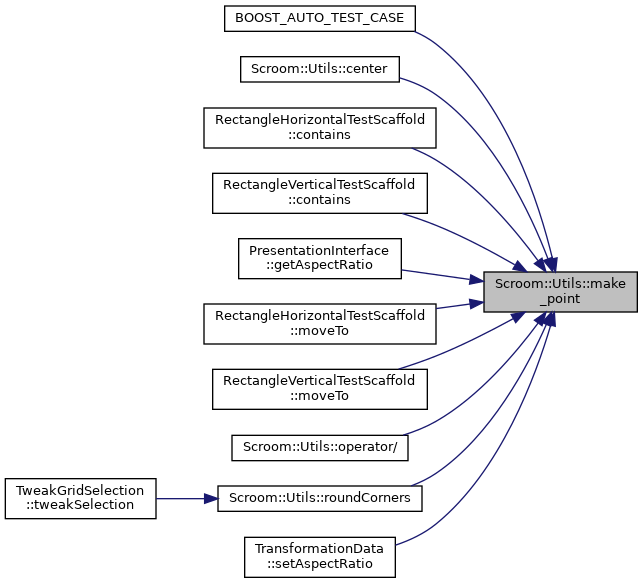 BOOST_AUTO_TEST_CASE
Scroom::Utils::center
RectangleHorizontalTestScaffold
::contains
RectangleVerticalTestScaffold
::contains
PresentationInterface
::getAspectRatio
Scroom::Utils::make
_point
RectangleHorizontalTestScaffold
::moveTo
RectangleVerticalTestScaffold
::moveTo
Scroom::Utils::operator/
TweakGridSelection
::tweakSelection
Scroom::Utils::roundCorners
TransformationData
::setAspectRatio